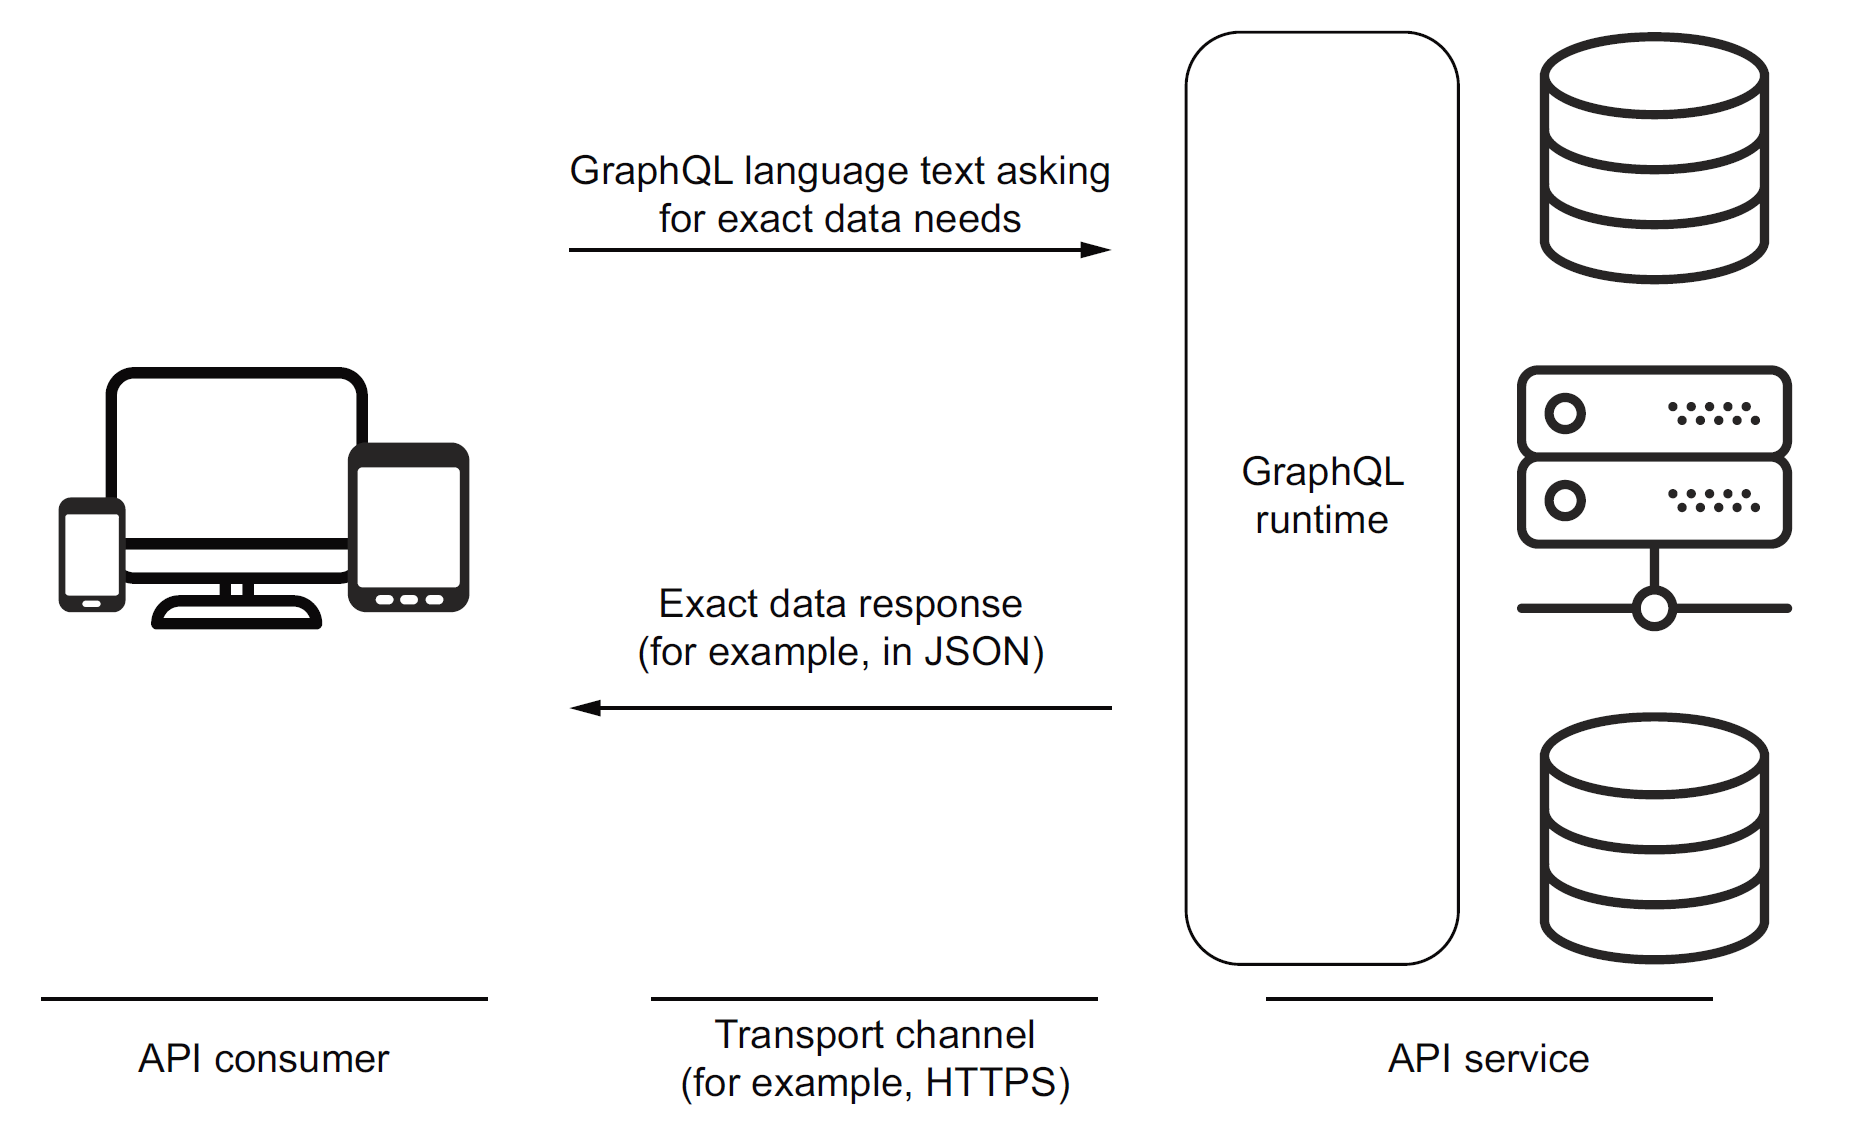 GraphQL language text asking
for exact data needs
GraphQL
runtime
Exact data response
(for example, in JSON)
API consumer
Transport channel
(for example, HTTPS)
API service